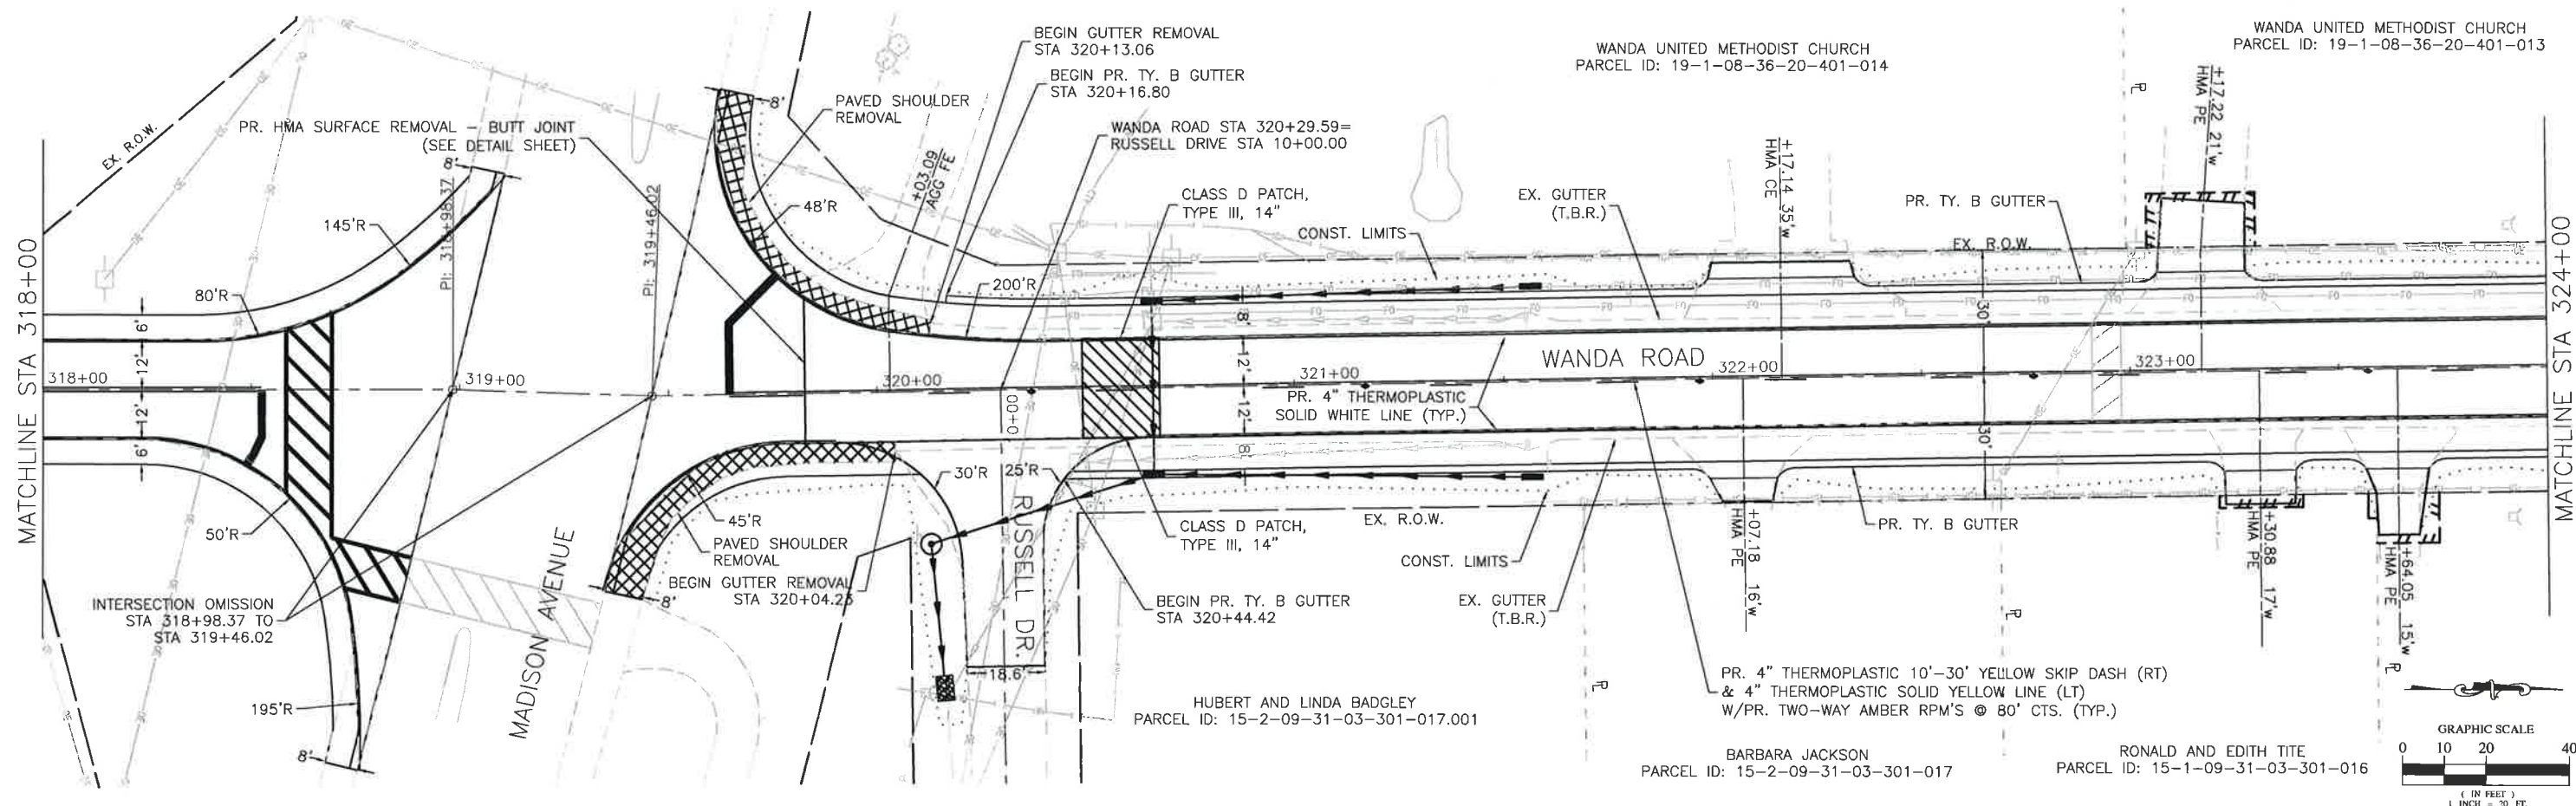 BEGIN GUTTER REMOVAL
STA 320+13.06
BEGIN PR. TY. B GUTTER
STA 320+16.80
WANDA UNITED METHODIST CHURCH
PARCEL ID: 19-1-08-36-20-401-014
WANDA UNITED METHODIST CHURCH
PARCEL ID: 19-1-08-36-20-401-013
EX. R.O.W.
PR. HMA SURFACE REMOVAL - BUTT JOINT
(SEE DETAIL SHEET)
8'
PAVED SHOULDER
REMOVAL
WANDA ROAD STA 320+29.59=
RUSSELL DRIVE STA 10+00.00
+03.09
AGG FE
CLASS D PATCH,
TYPE III, 14"
EX. GUTTER
(T.B.R.)
CONST. LIMITS
+17.14 35'w
HMA CE
PR. TY. B GUTTER
+17.22 21'w
HMA PE
EX. R.O.W.
8'
145'R
80'R
PI: 318+98.37
PI: 319+46.02
48'R
200'R
MATCHLINE STA 318+00
MATCHLINE STA 324+00
6'
12'
12'
6'
318+00
319+00
320+00
321+00
322+00
323+00
WANDA ROAD
8'
12'
12'
8'
30'
30'
PR. 4" THERMOPLASTIC
SOLID WHITE LINE (TYP.)
0+00
50'R
45'R
PAVED SHOULDER
REMOVAL
30'R
25'R
RUSSELL DR.
CLASS D PATCH,
TYPE III, 14"
EX. R.O.W.
CONST. LIMITS
PR. TY. B GUTTER
+07.18 16'w
HMA PE
+30.88 17'w
HMA PE
+64.05 15'w
HMA PE
BEGIN GUTTER REMOVAL
STA 320+04.23
8'
INTERSECTION OMISSION
STA 318+98.37 TO
STA 319+46.02
MADISON AVENUE
BEGIN PR. TY. B GUTTER
STA 320+44.42
EX. GUTTER
(T.B.R.)
195'R
8'
18.6'
HUBERT AND LINDA BADGLEY
PARCEL ID: 15-2-09-31-03-301-017.001
PR. 4" THERMOPLASTIC 10'-30' YELLOW SKIP DASH (RT)
& 4" THERMOPLASTIC SOLID YELLOW LINE (LT)
W/PR. TWO-WAY AMBER RPM'S @ 80' CTS. (TYP.)
BARBARA JACKSON
PARCEL ID: 15-2-09-31-03-301-017
RONALD AND EDITH TITE
PARCEL ID: 15-1-09-31-03-301-016
GRAPHIC SCALE
0 10 20 40
( IN FEET )
1 INCH = 20 FT.